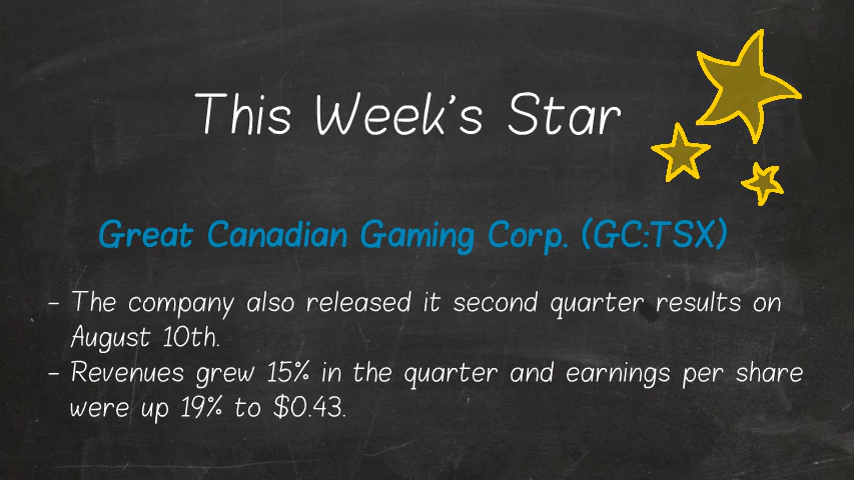 This Week's Star
Great Canadian Gaming Corp. (GC:TSX)
- The company also released it second quarter results on
August 10th.
- Revenues grew 15% in the quarter and earnings per share
were up 19% to $0.43.